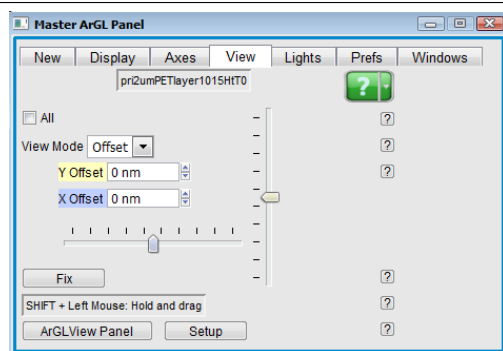 Master ArGL Panel
New Display Axes View Lights Prefs Windows
pri2umPETlayer1015HtT0
?
All
?
View Mode Offset
?
Y Offset 0 nm
?
X Offset 0 nm
Fix
?
SHIFT + Left Mouse: Hold and drag
?
ArGLView Panel Setup
?